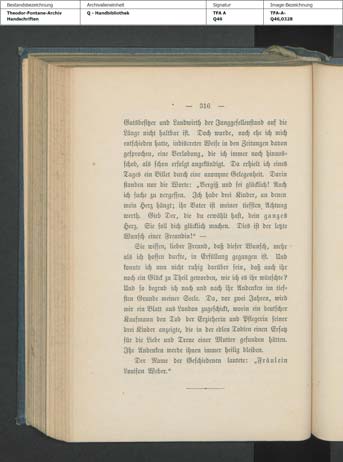 Bestandsbezeichnung
Archivalieneinheit
Signatur
Image-Bezeichnung
Theodor-Fontane-Archiv
Handschriften
Q - Handbibliothek
TFA A
Q46
TFA-A-
Q46,0328
— 316 —
Gutsbesitzer und Landwirth der Junggesellenstand auf die
Länge nicht haltbar ist. Doch wurde, noch ehe ich mich
entschieden hatte, indiscreter Weise in den Zeitungen davon
gesprochen, eine Verlobung, die ich immer noch hinaus-
schob, als schon erfolgt angekündigt. Da erhielt ich eines
Tages ein Billet durch eine anonyme Gelegenheit. Darin
standen nur die Worte: „Vergiß und sei glücklich! Auch
ich suche zu vergessen. Ich habe drei Kinder, an denen
mein Herz hängt; ihr Vater ist meiner tiefsten Achtung
werth. Gieb Der, die du erwählt hast, dein ganzes
Herz. Sie soll dich glücklich machen. Dies ist der letzte
Wunsch einer Freundin!“ —
Sie wissen, lieber Freund, daß dieser Wunsch, mehr
als ich hoffen durfte, in Erfüllung gegangen ist. Und
konnte ich nun nicht ruhig darüber sein, daß auch ihr
noch ein Glück zu Theil geworden, wie ich es ihr wünschte?
Und so begrub ich nach und nach ihr Andenken im tief-
sten Grunde meiner Seele. Da, vor zwei Jahren, wird
mir ein Blatt aus London zugeschickt, worin ein deutscher
Kaufmann den Tod der Erzieherin und Pflegerin seiner
drei Kinder anzeigte, die in der edlen Todten einen Ersatz
für die Liebe und Treue einer Mutter gefunden hätten.
Ihr Andenken werde ihnen immer heilig bleiben.
Der Name der Geschiedenen lautete: „Fräulein
Louisen Weber.“